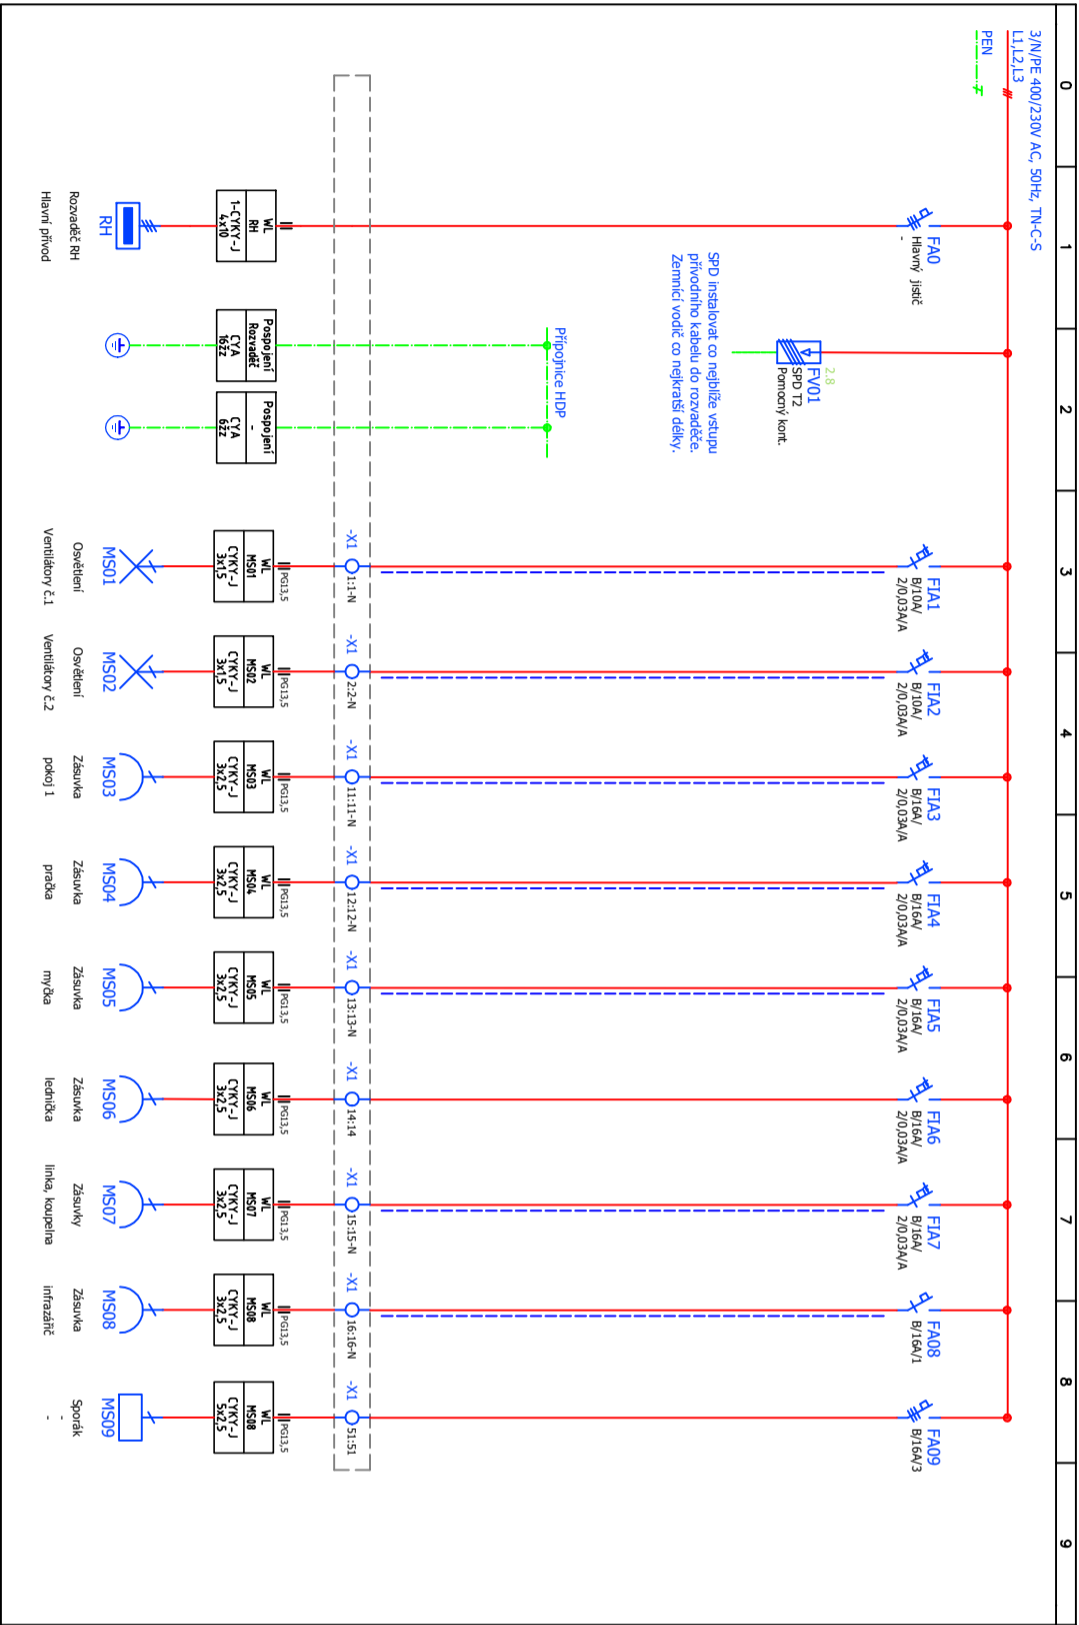 0
1
2
3
4
5
6
7
8
9
3/N/PE 400/230V AC, 50Hz, TN-C-S
L1,L2,L3
PEN
FA0
Hlavný jistič
-
2.8
FV01
SPD T2
Pomocný kont.
SPD instalovat co nejblíže vstupu
přívodního kabelu do rozvaděče.
Zemnící vodič co nejkratší délky.
Přípojnice HDP
FIA1
B/10A/
2/0,03A/A
FIA2
B/10A/
2/0,03A/A
FIA3
B/16A/
2/0,03A/A
FIA4
B/16A/
2/0,03A/A
FIA5
B/16A/
2/0,03A/A
FIA6
B/16A/
2/0,03A/A
FIA7
B/16A/
2/0,03A/A
FA08
B/16A/1
FA09
B/16A/3
-X1
1:1-N
-X1
2:2-N
-X1
11:11-N
-X1
12:12-N
-X1
13:13-N
-X1
14:14
-X1
15:15-N
-X1
16:16-N
-X1
51:51
WL
RH
1-CYKY-J
4x10
Pospojení
Rozvaděč
CYA
16žz
Pospojení
-
CYA
6žz
PG13,5
WL
MS01
CYKY-J
3x1,5
PG13,5
WL
MS02
CYKY-J
3x1,5
PG13,5
WL
MS03
CYKY-J
3x2,5
PG13,5
WL
MS04
CYKY-J
3x2,5
PG13,5
WL
MS05
CYKY-J
3x2,5
PG13,5
WL
MS06
CYKY-J
3x2,5
PG13,5
WL
MS07
CYKY-J
3x2,5
PG13,5
WL
MS08
CYKY-J
3x2,5
PG13,5
WL
MS08
CYKY-J
5x2,5
RH
Rozvaděč RH
Hlavní přívod
MS01
Osvětlení
Ventilátory č.1
MS02
Osvětlení
Ventilátory č.2
MS03
Zásuvka
pokoj 1
MS04
Zásuvka
pračka
MS05
Zásuvka
myčka
MS06
Zásuvka
lednička
MS07
Zásuvky
linka, koupelna
MS08
Zásuvka
infrazářič
MS09
Sporák
-
-